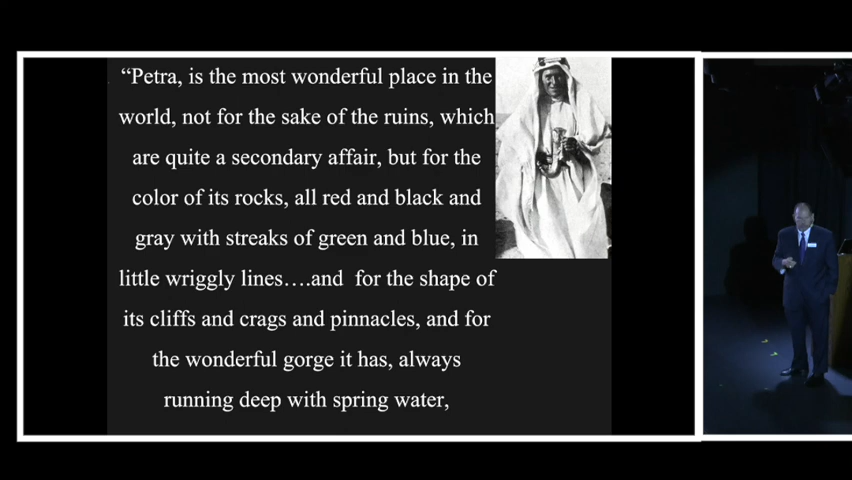 “Petra, is the most wonderful place in the
world, not for the sake of the ruins, which
are quite a secondary affair, but for the
color of its rocks, all red and black and
gray with streaks of green and blue, in
little wriggly lines….and  for the shape of
its cliffs and crags and pinnacles, and for
the wonderful gorge it has, always
running deep with spring water,